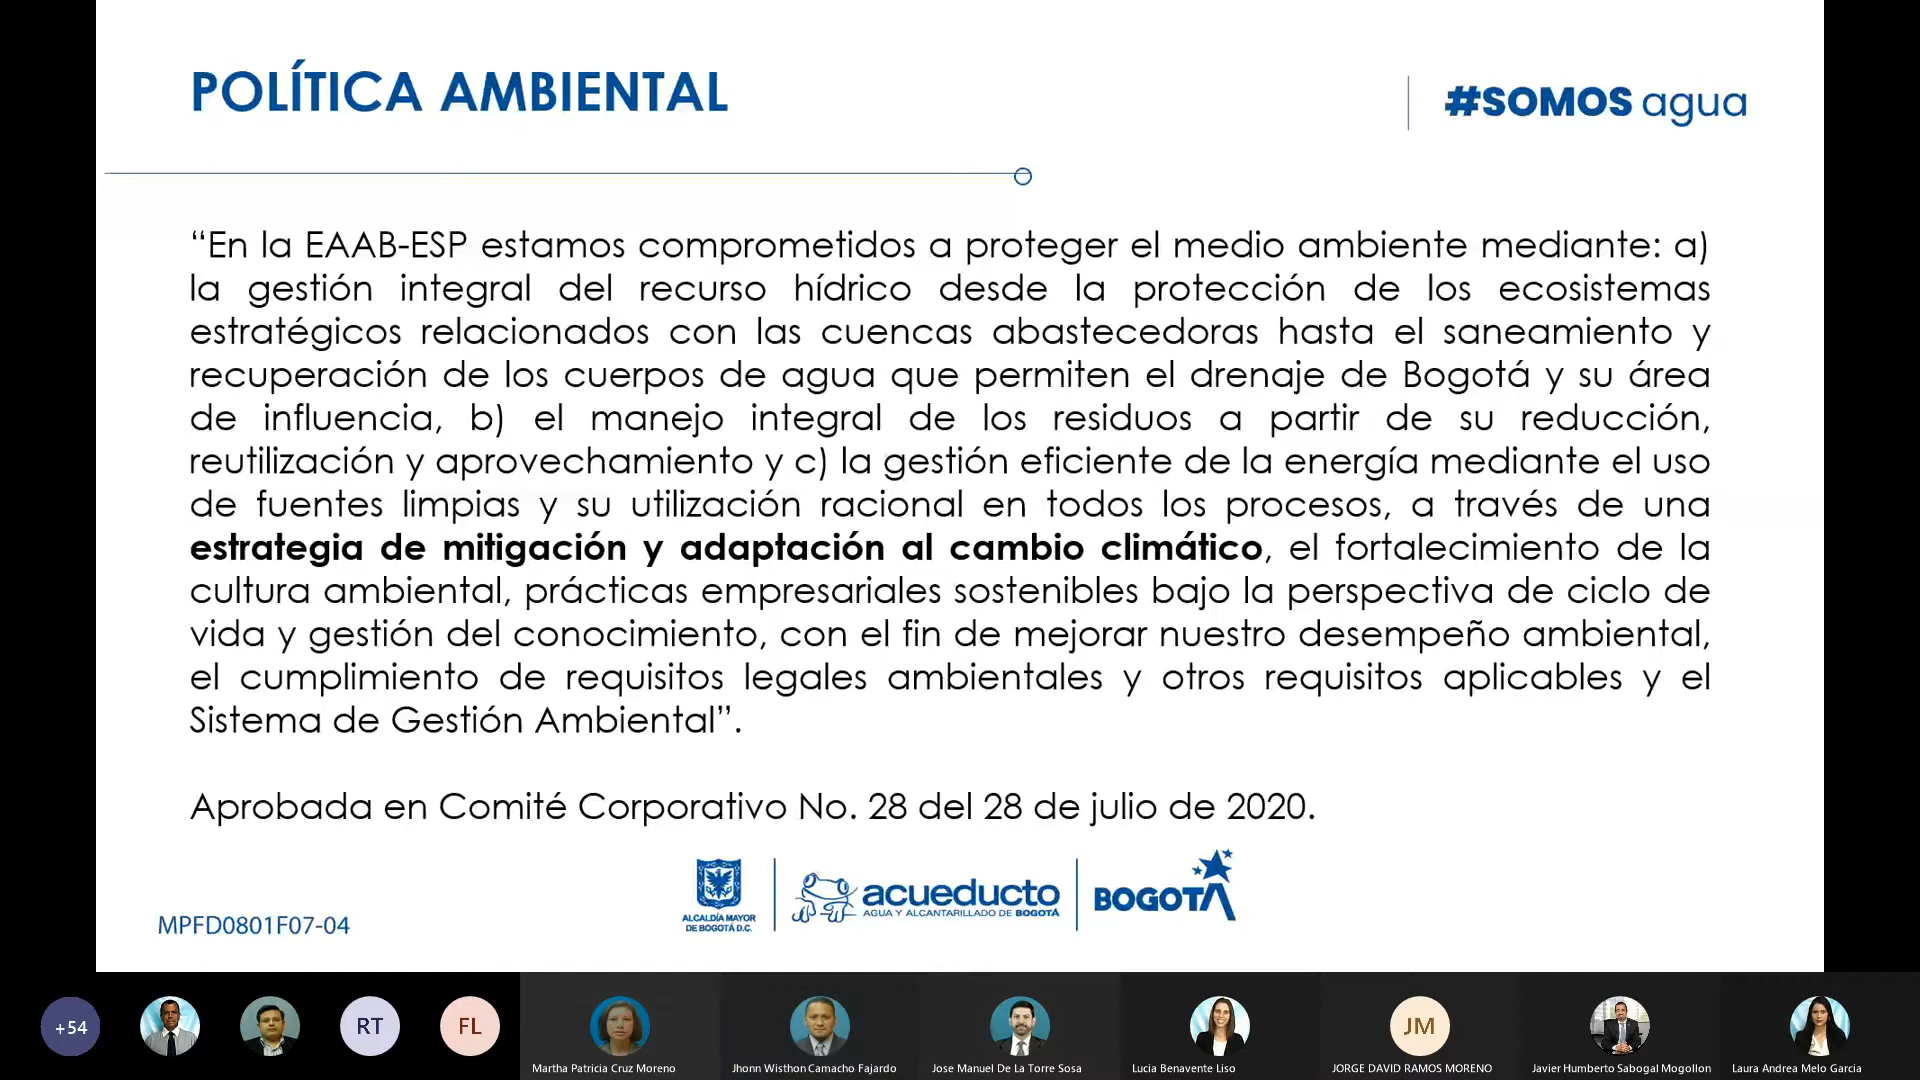 POLÍTICA AMBIENTAL
#SOMOS agua
“En la EAAB-ESP estamos comprometidos a proteger el medio ambiente mediante: a)
la gestión integral del recurso hídrico desde la protección de los ecosistemas
estratégicos relacionados con las cuencas abastecedoras hasta el saneamiento y
recuperación de los cuerpos de agua que permiten el drenaje de Bogotá y su área
de influencia, b) el manejo integral de los residuos a partir de su reducción,
reutilización y aprovechamiento y c) la gestión eficiente de la energía mediante el uso
de fuentes limpias y su utilización racional en todos los procesos, a través de una
estrategia de mitigación y adaptación al cambio climático, el fortalecimiento de la
cultura ambiental, prácticas empresariales sostenibles bajo la perspectiva de ciclo de
vida y gestión del conocimiento, con el fin de mejorar nuestro desempeño ambiental,
el cumplimiento de requisitos legales ambientales y otros requisitos aplicables y el
Sistema de Gestión Ambiental”.
Aprobada en Comité Corporativo No. 28 del 28 de julio de 2020.
ALCALDÍA MAYOR
DE BOGOTÁ D.C.
acueducto
AGUA Y ALCANTARILLADO DE BOGOTÁ
BOGOTÁ
MPFD0801F07-04
+54
RT
FL
JM
Martha Patricia Cruz Moreno
Jhonn Wisthon Camacho Fajardo
Jose Manuel De La Torre Sosa
Lucia Benavente Liso
JORGE DAVID RAMOS MORENO
Javier Humberto Sabogal Mogollon
Laura Andrea Melo Garcia